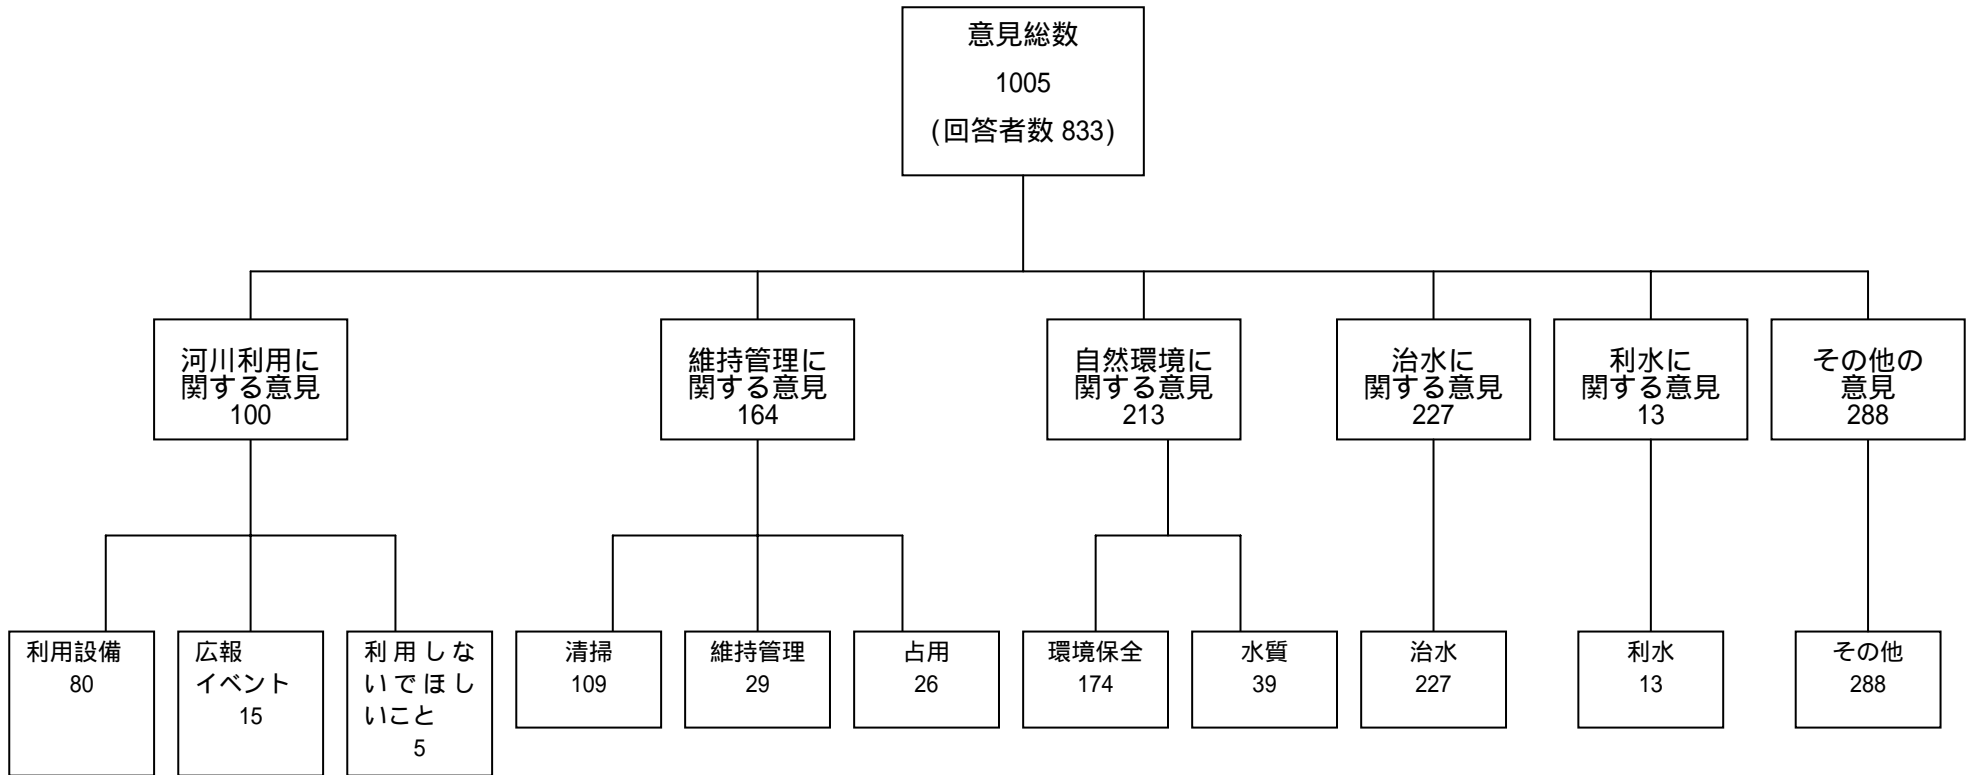 意見総数
1005
(回答者数 833)
河川利用に
関する意見
100
維持管理に
関する意見
164
自然環境に
関する意見
213
治水に
関する意見
227
利水に
関する意見
13
その他の
意見
288
利用設備
80
広報
イベント
15
利用しな
いでほし
いこと
5
清掃
109
維持管理
29
占用
26
環境保全
174
水質
39
治水
227
利水
13
その他
288